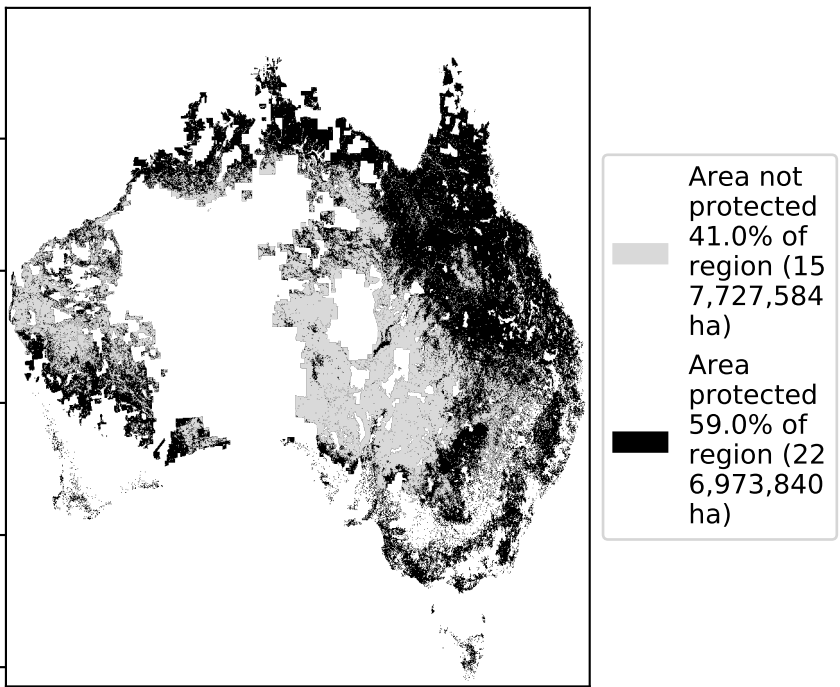 Area not
protected
41.0% of
region (15
7,727,584
ha)
Area
protected
59.0% of
region (22
6,973,840
ha)